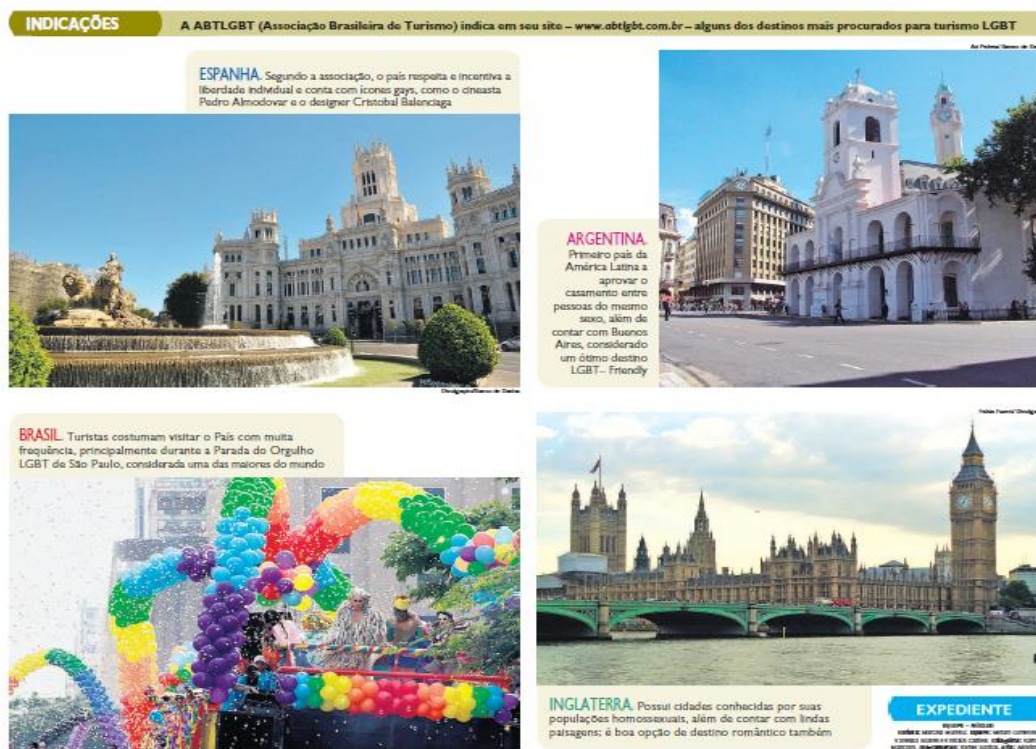 INDICAÇÕES
A ABTLGBT (Associação Brasileira de Turismo) indica em seu site – www.abtlgbt.com.br – alguns dos destinos mais procurados para turismo LGBT
ESPANHA. Segundo a associação, o país respeita e incentiva a
liberdade individual e conta com ícones gays, como o cineasta
Pedro Almodovar e o designer Cristobal Balenciaga
Divulgação/Banco de Dados
ARGENTINA.
Primeiro país da
América Latina a
aprovar o
casamento entre
pessoas do mesmo
sexo, além de
contar com Buenos
Aires, considerado
um ótimo destino
LGBT– Friendly
BRASIL. Turistas costumam visitar o País com muita
frequência, principalmente durante a Parada do Orgulho
LGBT de São Paulo, considerada uma das maiores do mundo
INGLATERRA. Possui cidades conhecidas por suas
populações homossexuais, além de contar com lindas
paisagens; é boa opção de destino romântico também
EXPEDIENTE